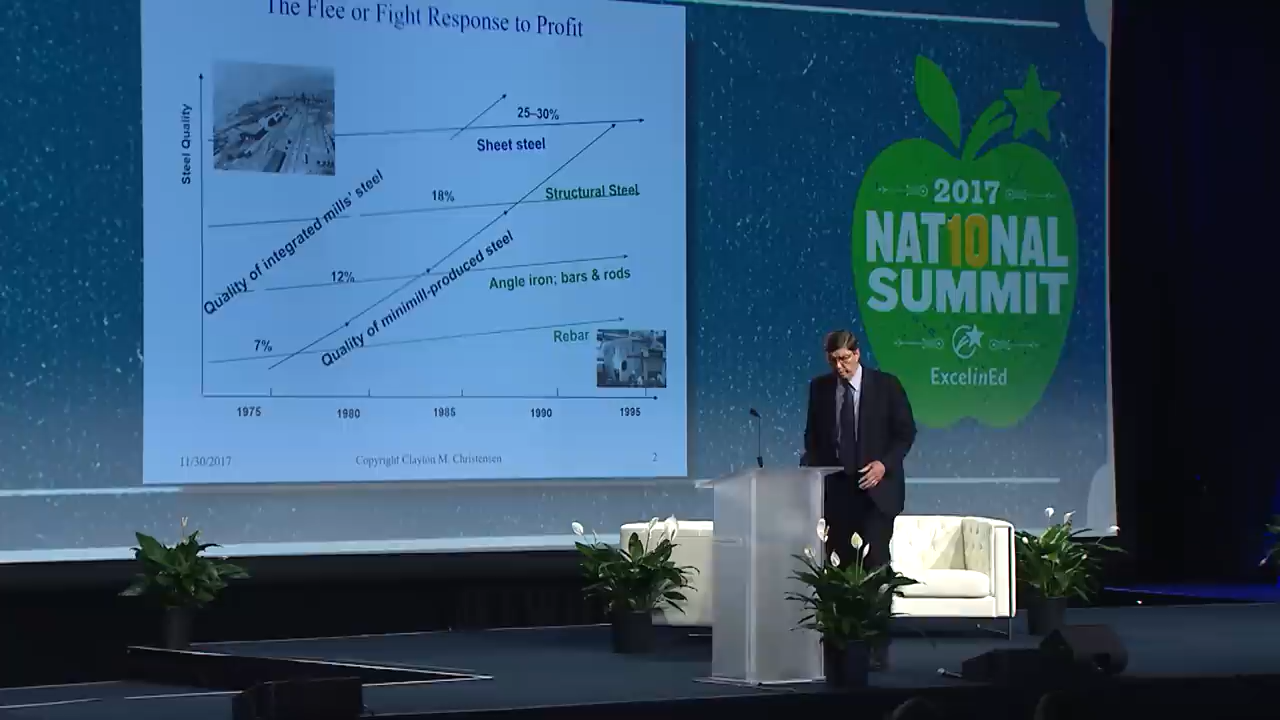 The Flee or Fight Response to Profit
Steel Quality
25–30%
Sheet steel
18%
Structural Steel
Quality of integrated mills' steel
12%
Quality of minimill-produced steel
Angle iron; bars & rods
7%
Rebar
1975
1980
1985
1990
1995
11/30/2017
Copyright Clayton M. Christensen
2
2017
NAT10NAL
SUMMIT
ExcelinEd